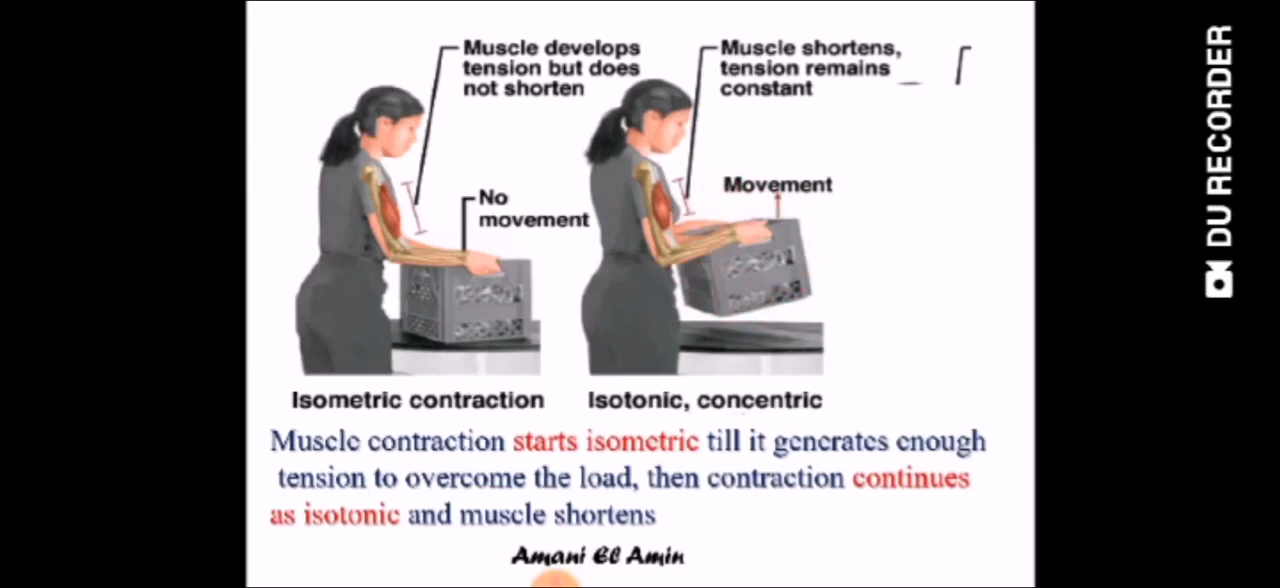 Muscle develops
tension but does
not shorten
Muscle shortens,
tension remains
constant
No
movement
Movement
Isometric contraction
Isotonic, concentric
Muscle contraction starts isometric till it generates enough
tension to overcome the load, then contraction continues
as isotonic and muscle shortens
Amani El Amin
DU RECORDER